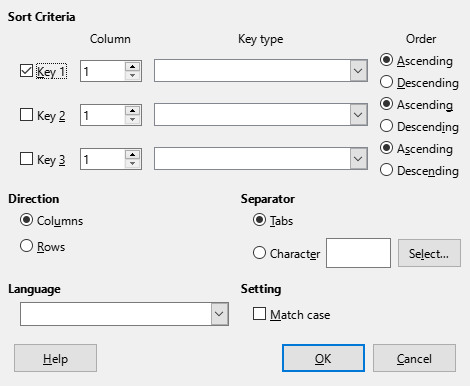 Sort Criteria
Column Key type Order
Key 1 1 Ascending
Descending
Key 2 1 Ascending
Descending
Key 3 1 Ascending
Descending
Direction Separator
Columns Tabs
Rows Character Select...
Language Setting
Match case
Help OK Cancel